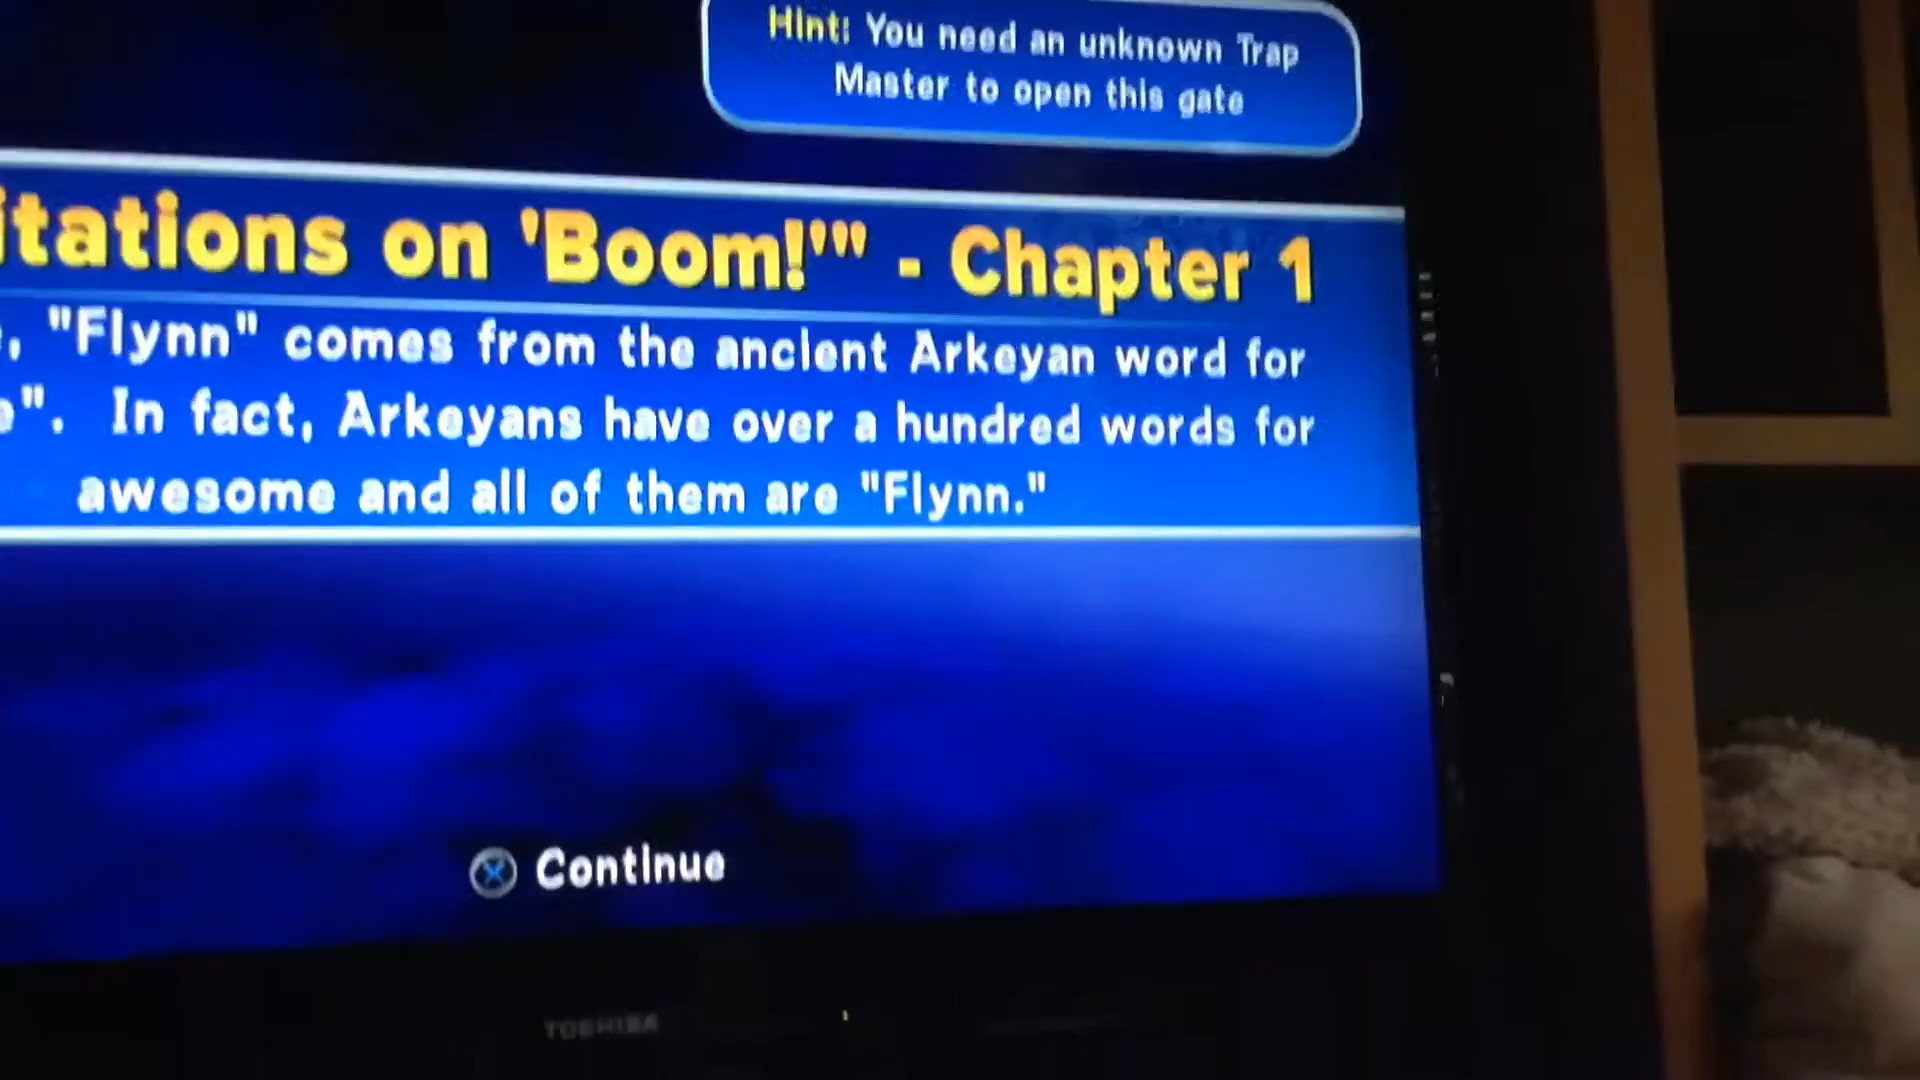 Hint: You need an unknown Trap
Master to open this gate
itations on 'Boom!'" - Chapter 1
, "Flynn" comes from the ancient Arkeyan word for
e". In fact, Arkeyans have over a hundred words for
awesome and all of them are "Flynn."
Continue
TOSHIBA